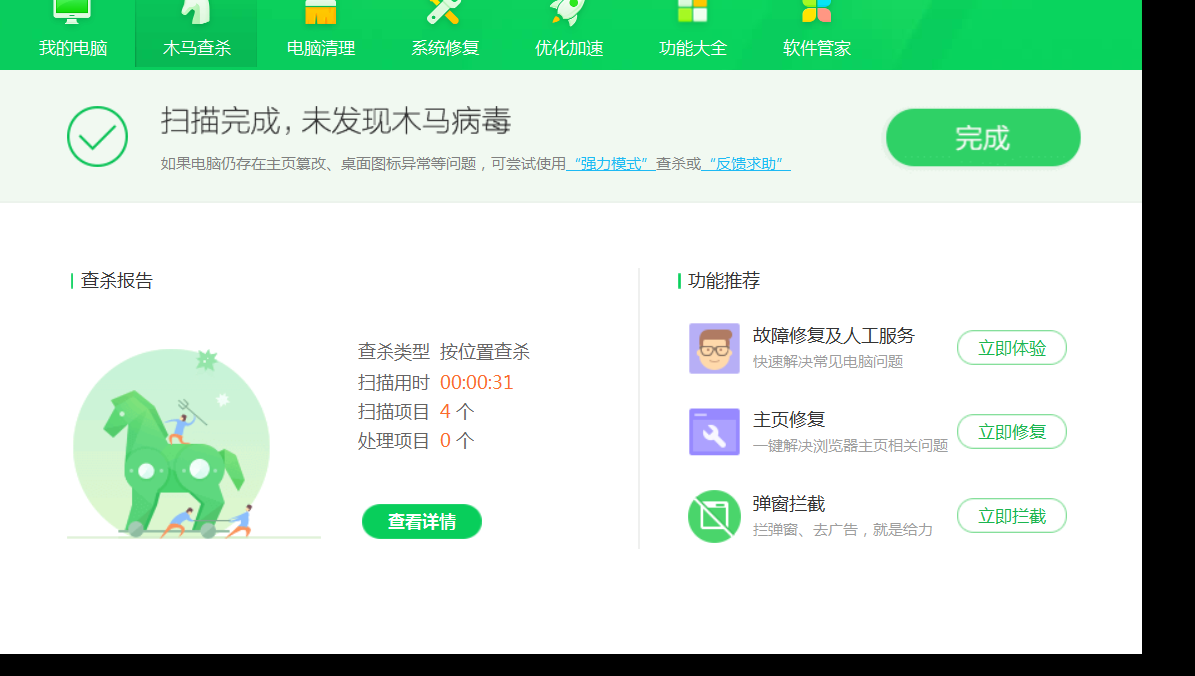 我的电脑 木马查杀 电脑清理 系统修复 优化加速 功能大全 软件管家
扫描完成, 未发现木马病毒
如果电脑仍存在主页篡改、桌面图标异常等问题，可尝试使用“强力模式”查杀或“反馈求助”
完成
查杀报告
查杀类型 按位置查杀
扫描用时 00:00:31
扫描项目 4 个
处理项目 0 个
查看详情
功能推荐
故障修复及人工服务
快速解决常见电脑问题
立即体验
主页修复
一键解决浏览器主页相关问题
立即修复
弹窗拦截
拦弹窗、去广告，就是给力
立即拦截